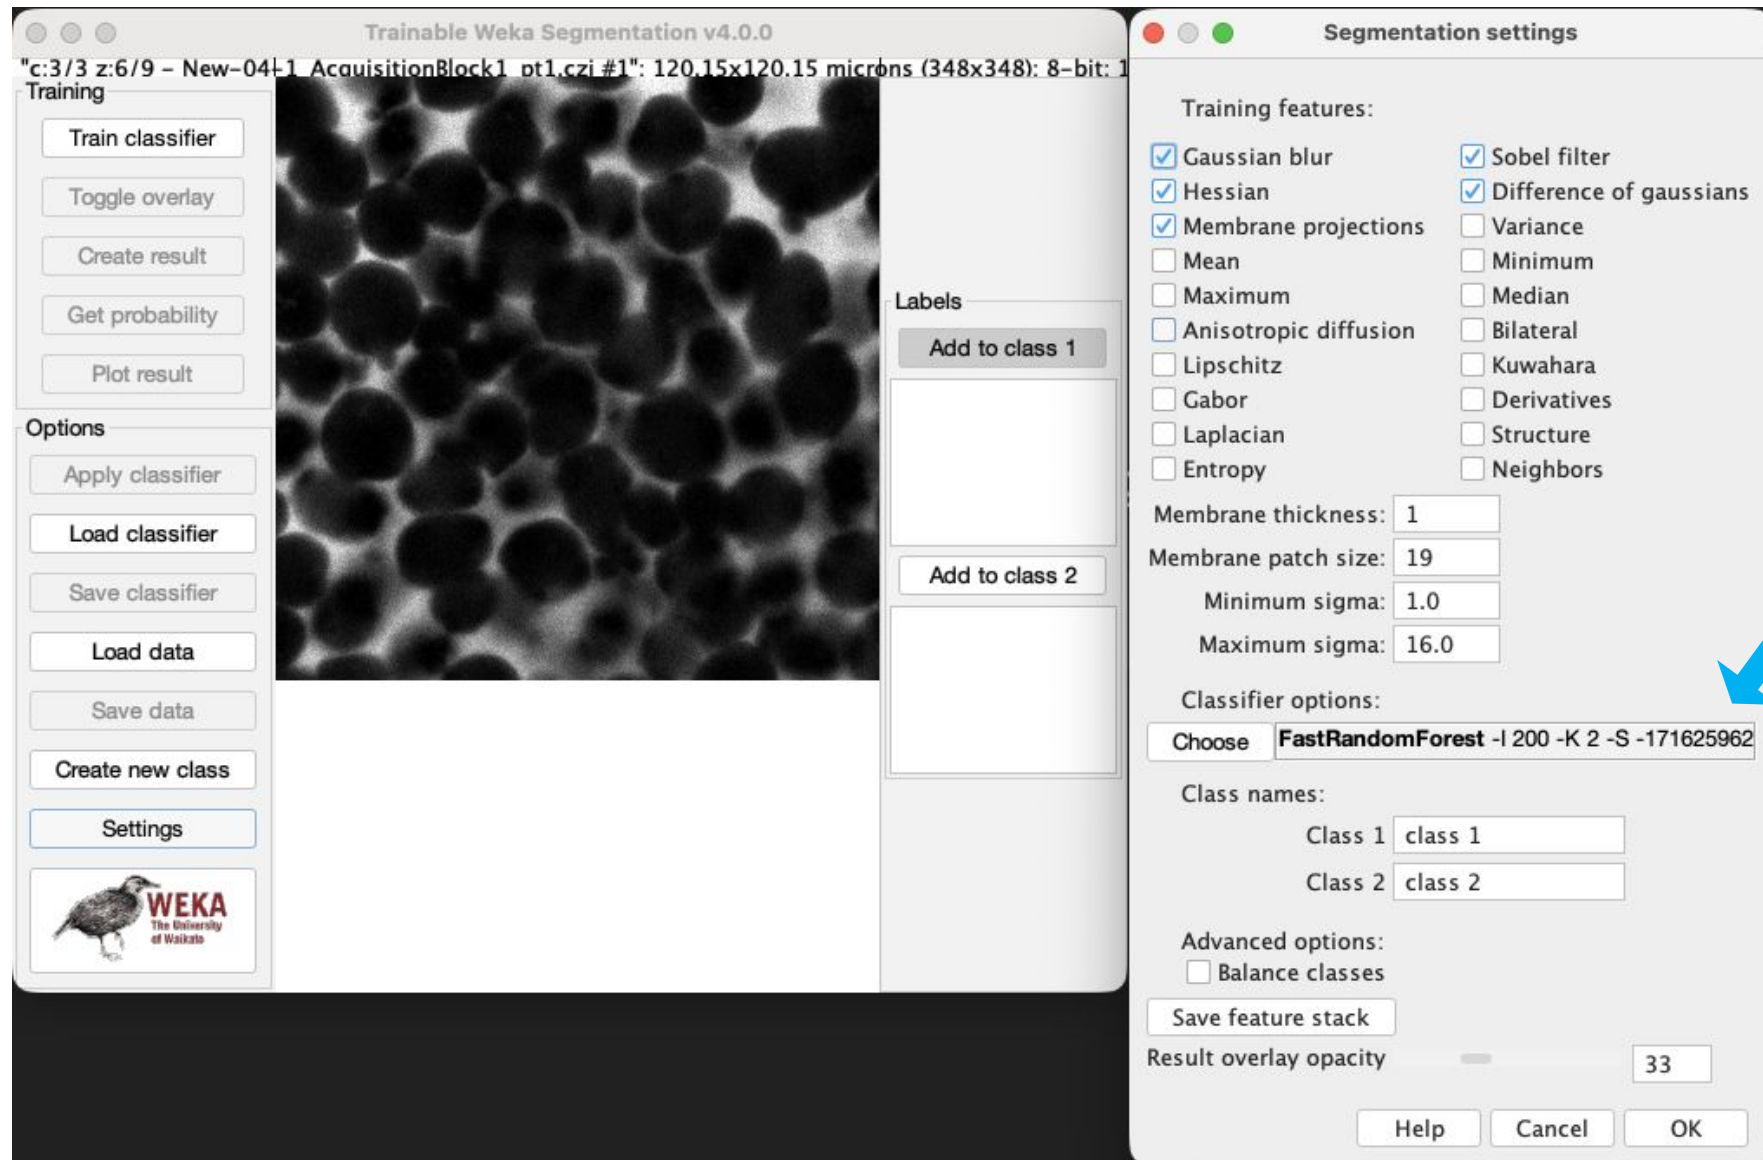 Trainable Weka Segmentation v4.0.0
"c:3/3 z:6/9 – New-04-1 AcquisitionBlock1 pt1.czi #1": 120.15x120.15 microns (348x348): 8-bit: 1
Training
Train classifier
Toggle overlay
Create result
Get probability
Plot result
Options
Apply classifier
Load classifier
Save classifier
Load data
Save data
Create new class
Settings
WEKA
The University
of Waikato
Labels
Add to class 1
Add to class 2
Segmentation settings
Training features:
Gaussian blur Sobel filter
Hessian Difference of gaussians
Membrane projections Variance
Mean Minimum
Maximum Median
Anisotropic diffusion Bilateral
Lipschitz Kuwahara
Gabor Derivatives
Laplacian Structure
Entropy Neighbors
Membrane thickness: 1
Membrane patch size: 19
Minimum sigma: 1.0
Maximum sigma: 16.0
Classifier options:
Choose FastRandomForest -I 200 -K 2 -S -171625962
Class names:
Class 1 class 1
Class 2 class 2
Advanced options:
Balance classes
Save feature stack
Result overlay opacity 33
Help Cancel OK